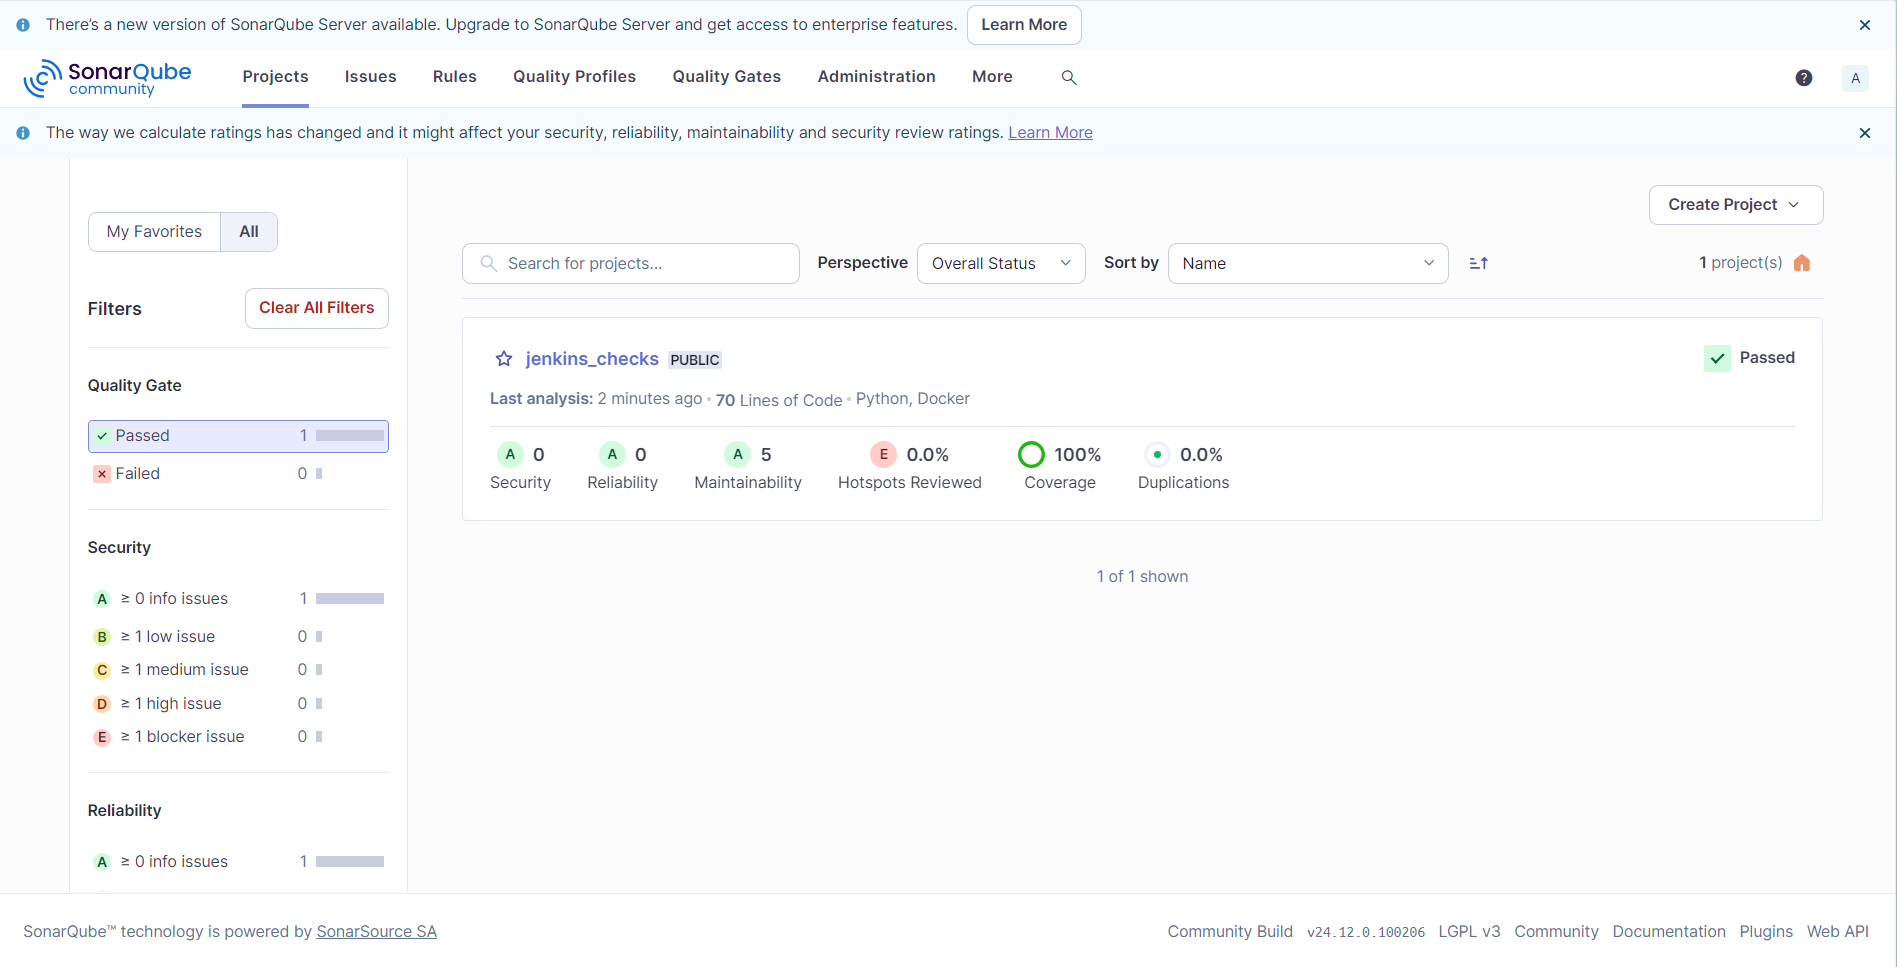 There's a new version of SonarQube Server available. Upgrade to SonarQube Server and get access to enterprise features. Learn More
SonarQube community
Projects Issues Rules Quality Profiles Quality Gates Administration More A
The way we calculate ratings has changed and it might affect your security, reliability, maintainability and security review ratings. Learn More
My Favorites All
Filters Clear All Filters
Quality Gate
Passed 1
Failed 0
Security
A ≥ 0 info issues 1
B ≥ 1 low issue 0
C ≥ 1 medium issue 0
D ≥ 1 high issue 0
E ≥ 1 blocker issue 0
Reliability
A ≥ 0 info issues 1
Create Project
Search for projects... Perspective Overall Status Sort by Name 1 project(s)
jenkins_checks PUBLIC Passed
Last analysis: 2 minutes ago • 70 Lines of Code • Python, Docker
A 0 A 0 A 5 E 0.0% 100% 0.0%
Security Reliability Maintainability Hotspots Reviewed Coverage Duplications
1 of 1 shown
SonarQube™ technology is powered by SonarSource SA
Community Build v24.12.0.100206 LGPL v3 Community Documentation Plugins Web API